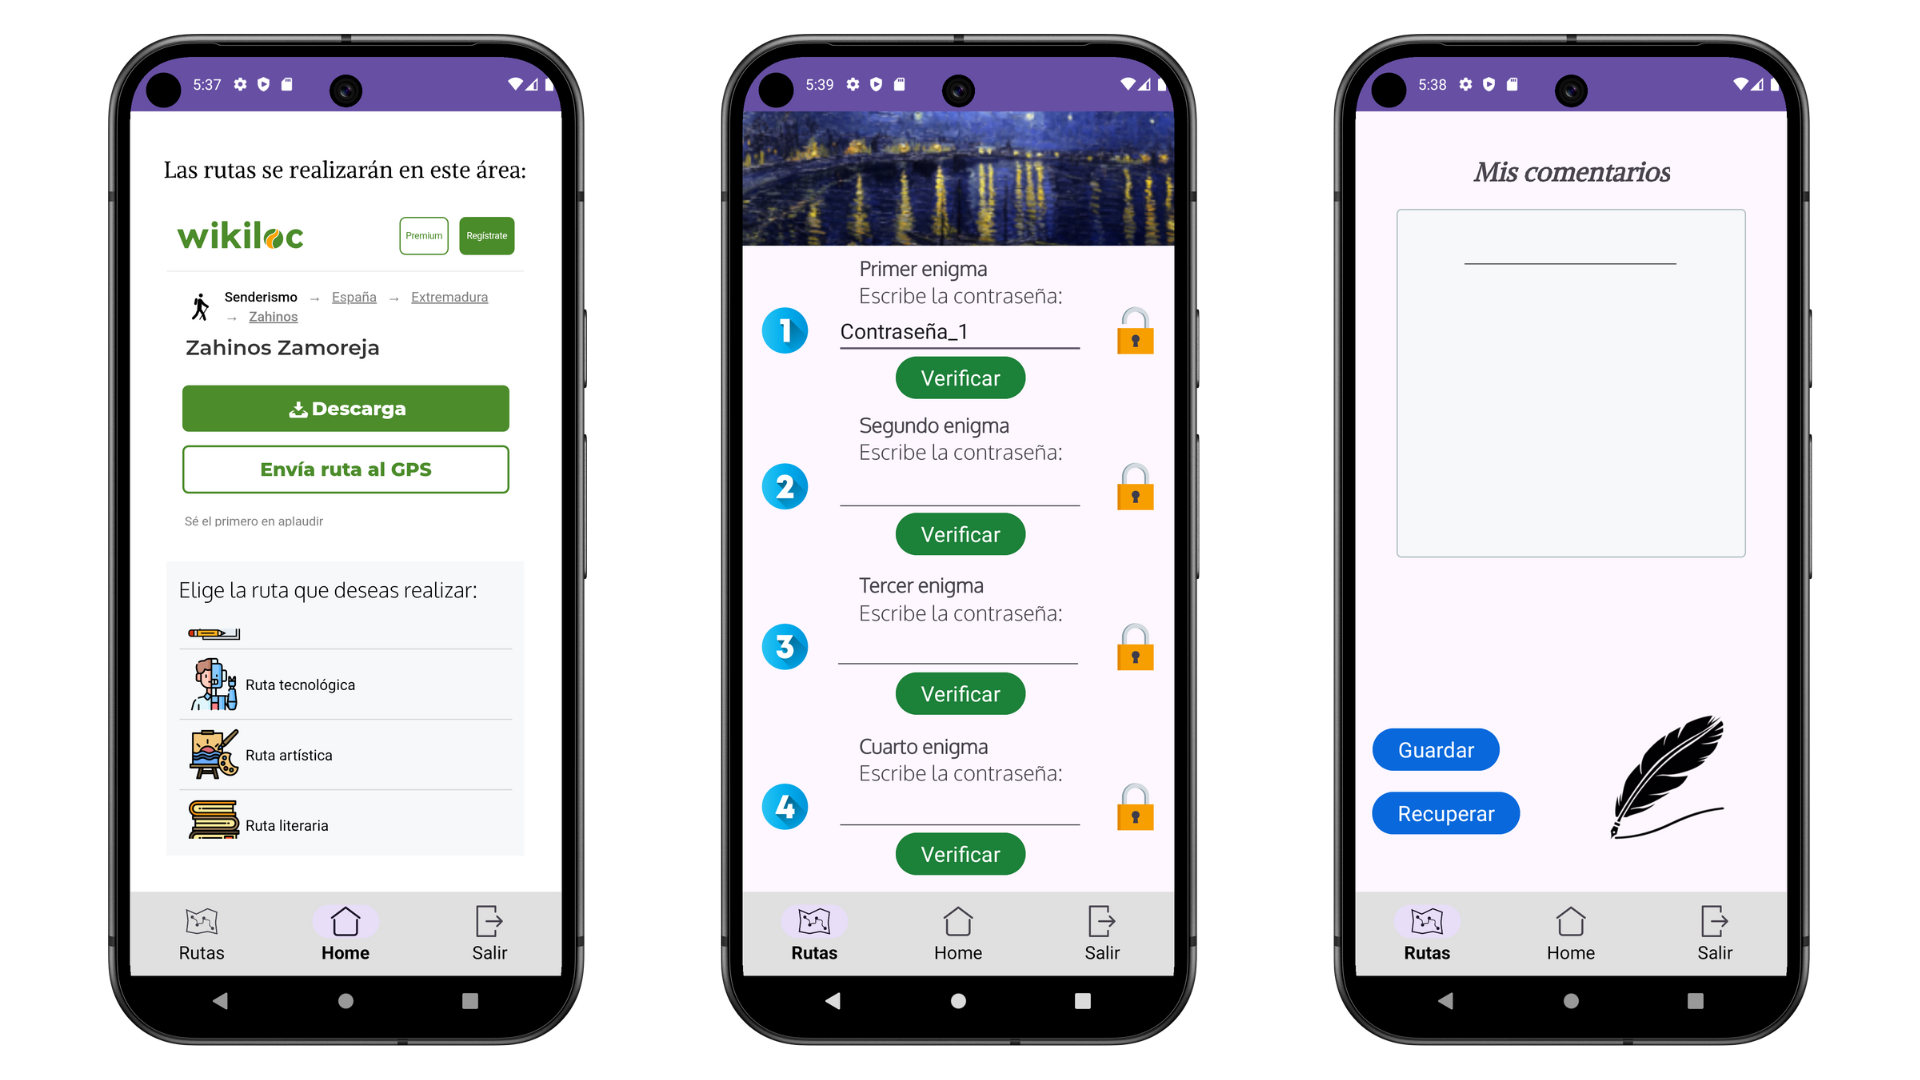 5:37
Las rutas se realizarán en este área:
wikiloc
Premium
Regístrate
Senderismo → España → Extremadura
→ Zahinos
Zahinos Zamoreja
Descarga
Envía ruta al GPS
Sé el primero en aplaudir
Elige la ruta que deseas realizar:
Ruta tecnológica
Ruta artística
Ruta literaria
Rutas
Home
Salir
5:39
Primer enigma
Escribe la contraseña:
1
Contraseña_1
Verificar
Segundo enigma
Escribe la contraseña:
2
Verificar
Tercer enigma
Escribe la contraseña:
3
Verificar
Cuarto enigma
Escribe la contraseña:
4
Verificar
Rutas
Home
Salir
5:38
Mis comentarios
Guardar
Recuperar
Rutas
Home
Salir